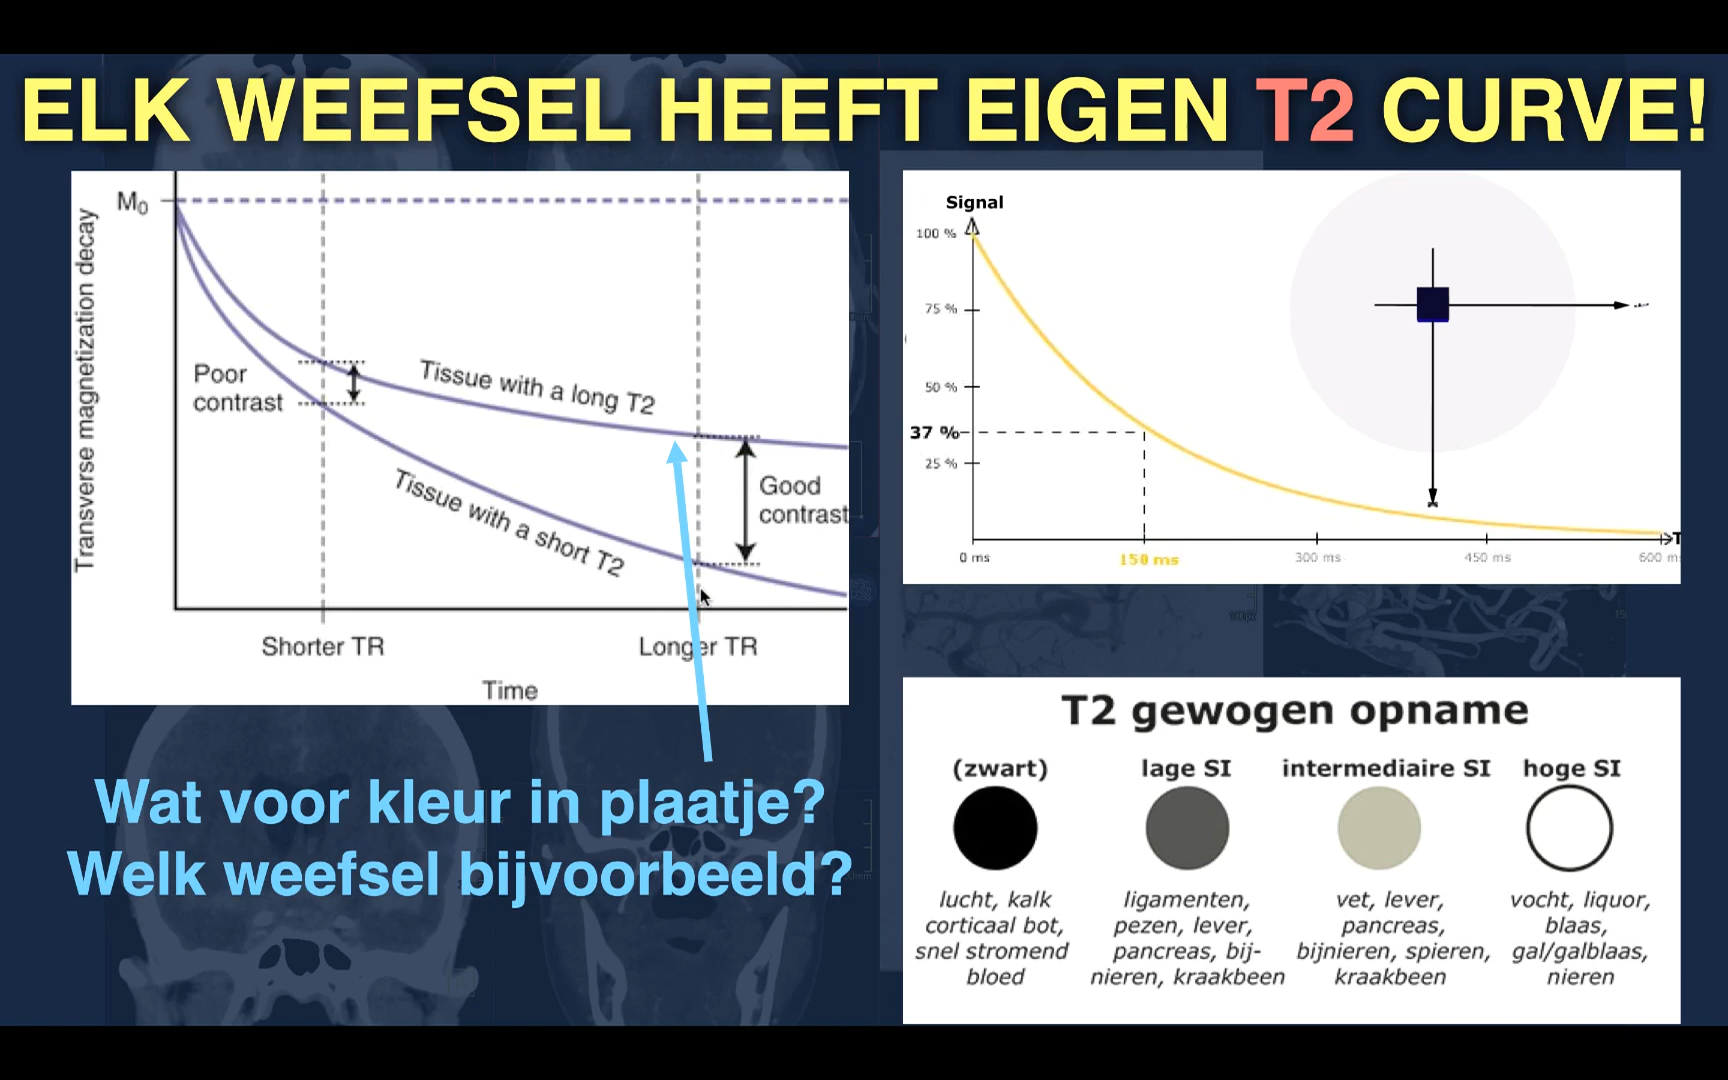 ELK WEEFSEL HEEFT EIGEN T2 CURVE!
Transverse magnetization decay
M0
Poor
contrast
Tissue with a long T2
Tissue with a short T2
Good
contrast
Shorter TR
Longer TR
Time
Signal
100 %
75 %
50 %
37 %
25 %
0 ms
150 ms
300 ms
450 ms
600 m
T
Wat voor kleur in plaatje?
Welk weefsel bijvoorbeeld?
T2 gewogen opname
(zwart)
lage SI
intermediaire SI
hoge SI
lucht, kalk
corticaal bot,
snel stromend
bloed
ligamenten,
pezen, lever,
pancreas, bij-
nieren, kraakbeen
vet, lever,
pancreas,
bijnieren, spieren,
kraakbeen
vocht, liquor,
blaas,
gal/galblaas,
nieren